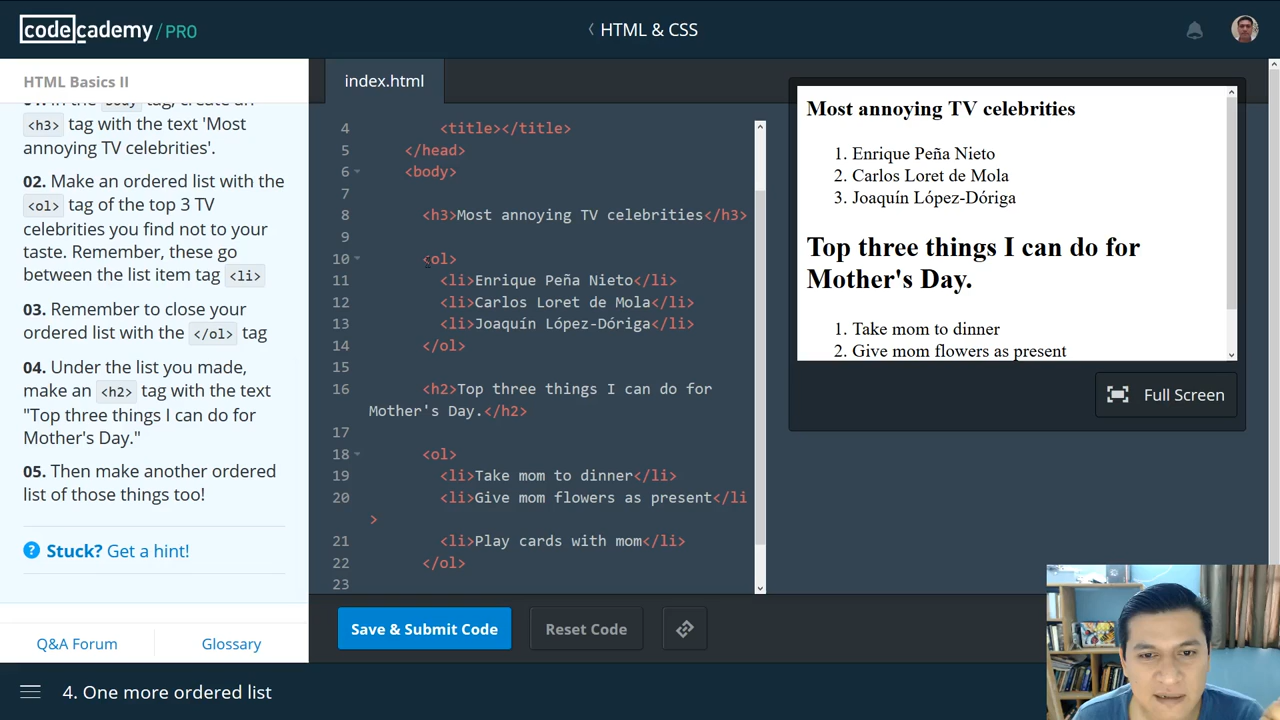 codecademy / PRO
HTML & CSS
HTML Basics II
<h3> tag with the text 'Most
annoying TV celebrities'.
02. Make an ordered list with the
<ol> tag of the top 3 TV
celebrities you find not to your
taste. Remember, these go
between the list item tag <li>
03. Remember to close your
ordered list with the </ol> tag
04. Under the list you made,
make an <h2> tag with the text
"Top three things I can do for
Mother's Day."
05. Then make another ordered
list of those things too!
? Stuck? Get a hint!
Q&A Forum
Glossary
4. One more ordered list
index.html
4 <title></title>
5 </head>
6 <body>
7
8 <h3>Most annoying TV celebrities</h3>
9
10 <ol>
11 <li>Enrique Peña Nieto</li>
12 <li>Carlos Loret de Mola</li>
13 <li>Joaquín López-Dóriga</li>
14 </ol>
15
16 <h2>Top three things I can do for
Mother's Day.</h2>
17
18 <ol>
19 <li>Take mom to dinner</li>
20 <li>Give mom flowers as present</li
>
21 <li>Play cards with mom</li>
22 </ol>
23
Save & Submit Code
Reset Code
Most annoying TV celebrities
1. Enrique Peña Nieto
2. Carlos Loret de Mola
3. Joaquín López-Dóriga
Top three things I can do for
Mother's Day.
1. Take mom to dinner
2. Give mom flowers as present
Full Screen